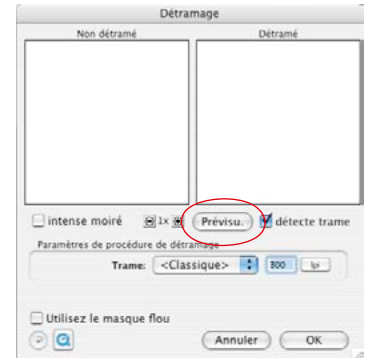 Détramage
Non détramé Détramé
intense moiré 1x Prévisu. détecte trame
Paramètres de procédure de détramage
Trame: <Classique> 300 lpi
Utilisez le masque flou
Annuler OK